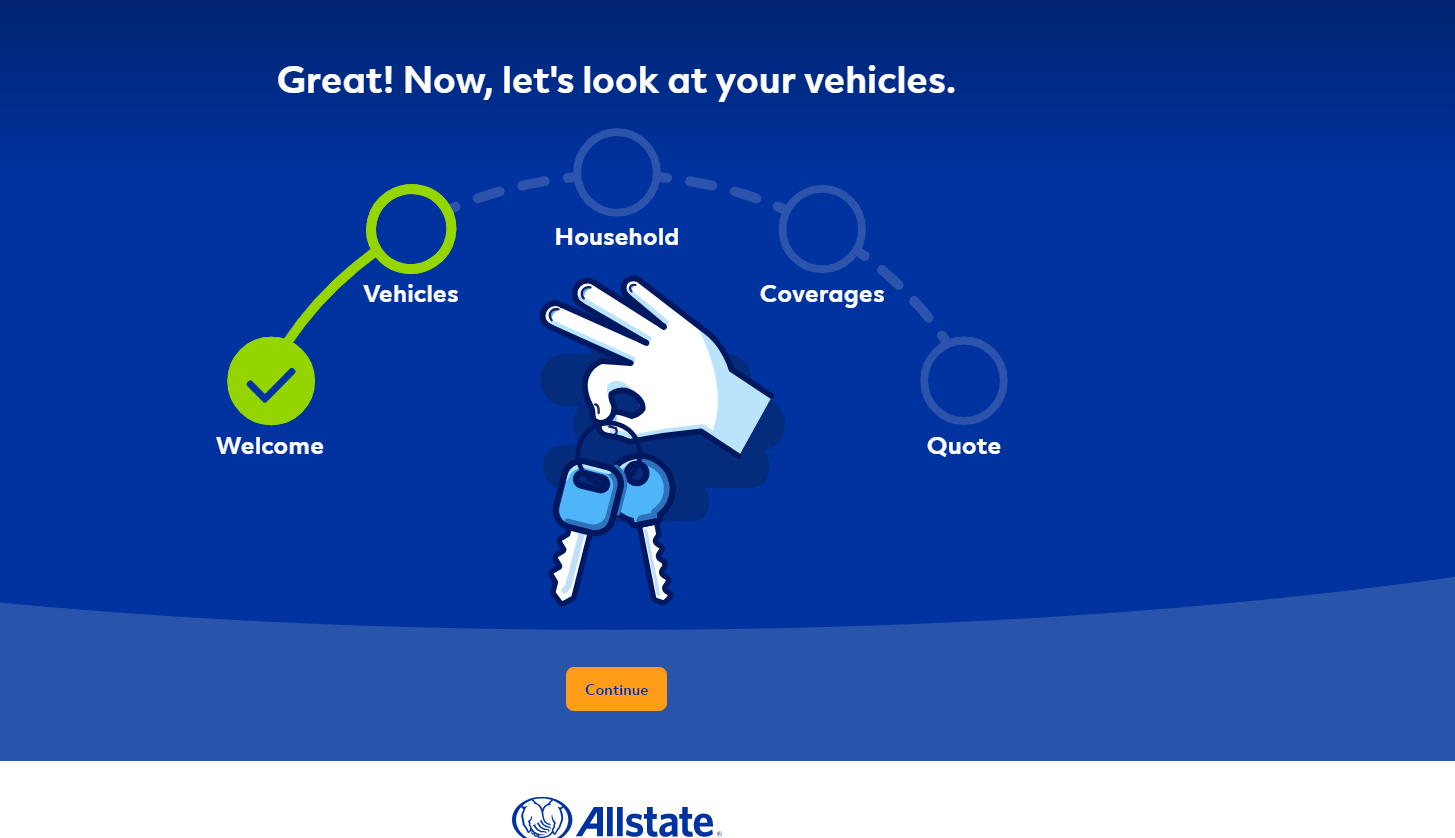 Great! Now, let's look at your vehicles.
Household
Vehicles
Coverages
Welcome
Quote
Continue
Allstate®